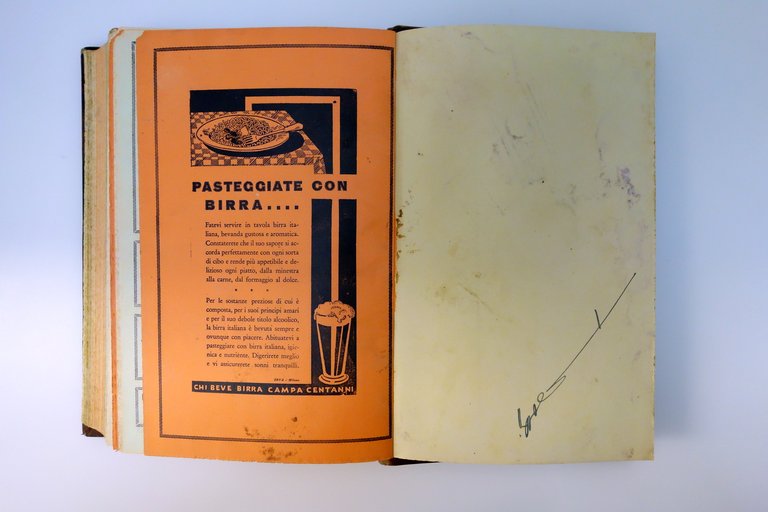 PASTEGGIATE CON
BIRRA....
Fatevi servire in tavola birra ita-
liana, bevanda gustosa e aromatica.
Constaterete che il suo sapore si ac-
corda perfettamente con ogni sorta
di cibo e rende più appetibile e de-
lizioso ogni piatto, dalla minestra
alla carne, dal formaggio al dolce.
Per le sostanze preziose di cui è
composta, per i suoi principi amari
e per il suo debole titolo alcoolico,
la birra italiana è bevuta sempre e
ovunque con piacere. Abituatevi a
pasteggiare con birra italiana, igie-
nica e nutriente. Digerirete meglio
e vi assicurerete sonni tranquilli.
CHI BEVE BIRRA CAMPA CENTANNI